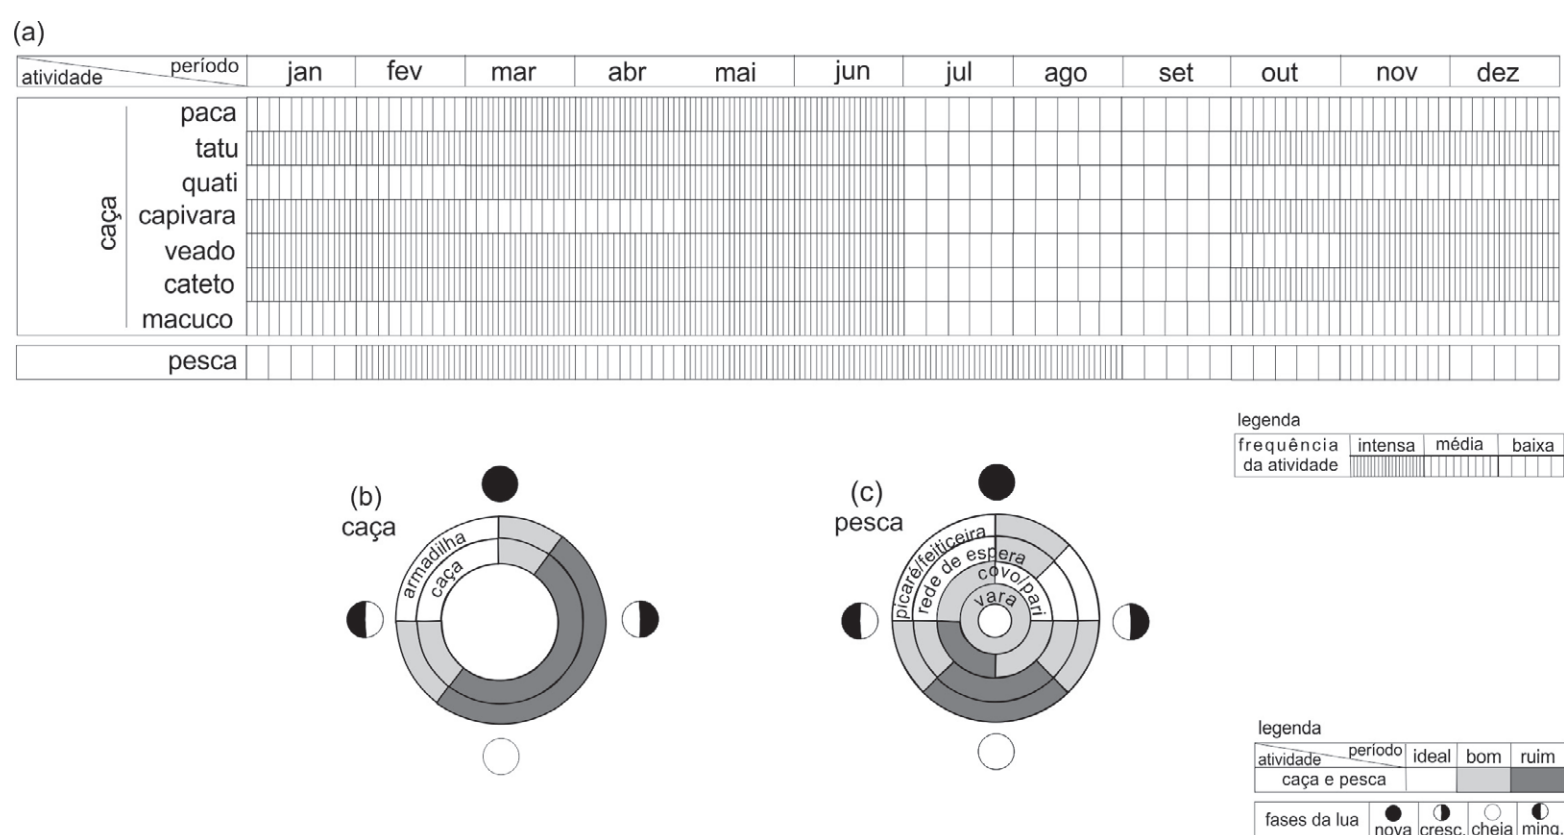 (a)
período
atividade
jan fev mar abr mai jun jul ago set out nov dez
caça
paca
tatu
quati
capivara
veado
cateto
macuco
pesca
legenda
frequência da atividade intensa média baixa
(b)
caça
armadilha
caça
(c)
pesca
picaré/feiticeira
rede de espera
covo/pari
vara
legenda
período
atividade
ideal bom ruim
caça e pesca
fases da lua nova cresc. cheia ming.